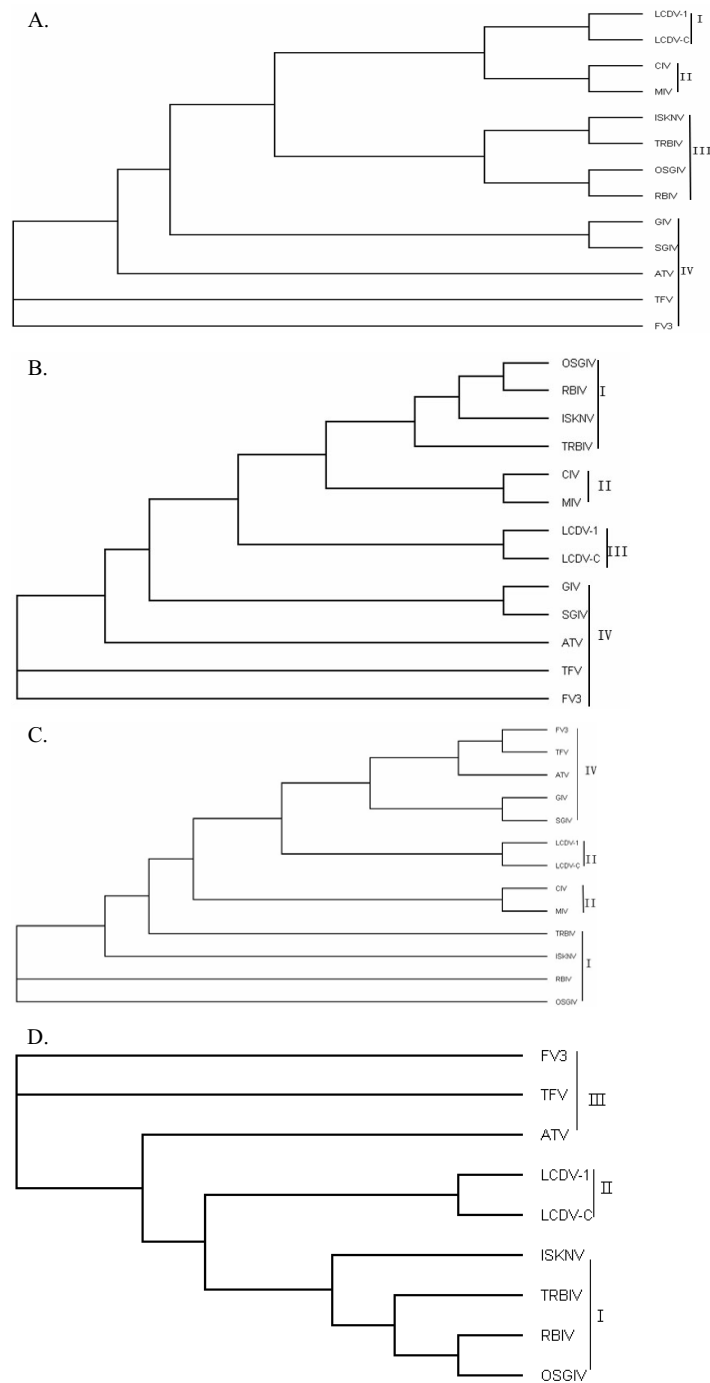 A.
LCDV-1
I
LCDV-C
CIV
II
MIV
ISKNV
TRBIV
III
OSGIV
RBIV
GIV
SGIV
ATV
IV
TFV
FV3
B.
OSGIV
RBIV
I
ISKNV
TRBIV
CIV
II
MIV
LCDV-1
III
LCDV-C
GIV
SGIV
IV
ATV
TFV
FV3
C.
FV3
TFV
IV
ATV
GIV
SGIV
LCDV-1
II
LCDV-C
CIV
II
MIV
TRBIV
ISKNV
I
RBIV
OSGIV
D.
FV3
TFV
III
ATV
LCDV-1
II
LCDV-C
ISKNV
TRBIV
I
RBIV
OSGIV